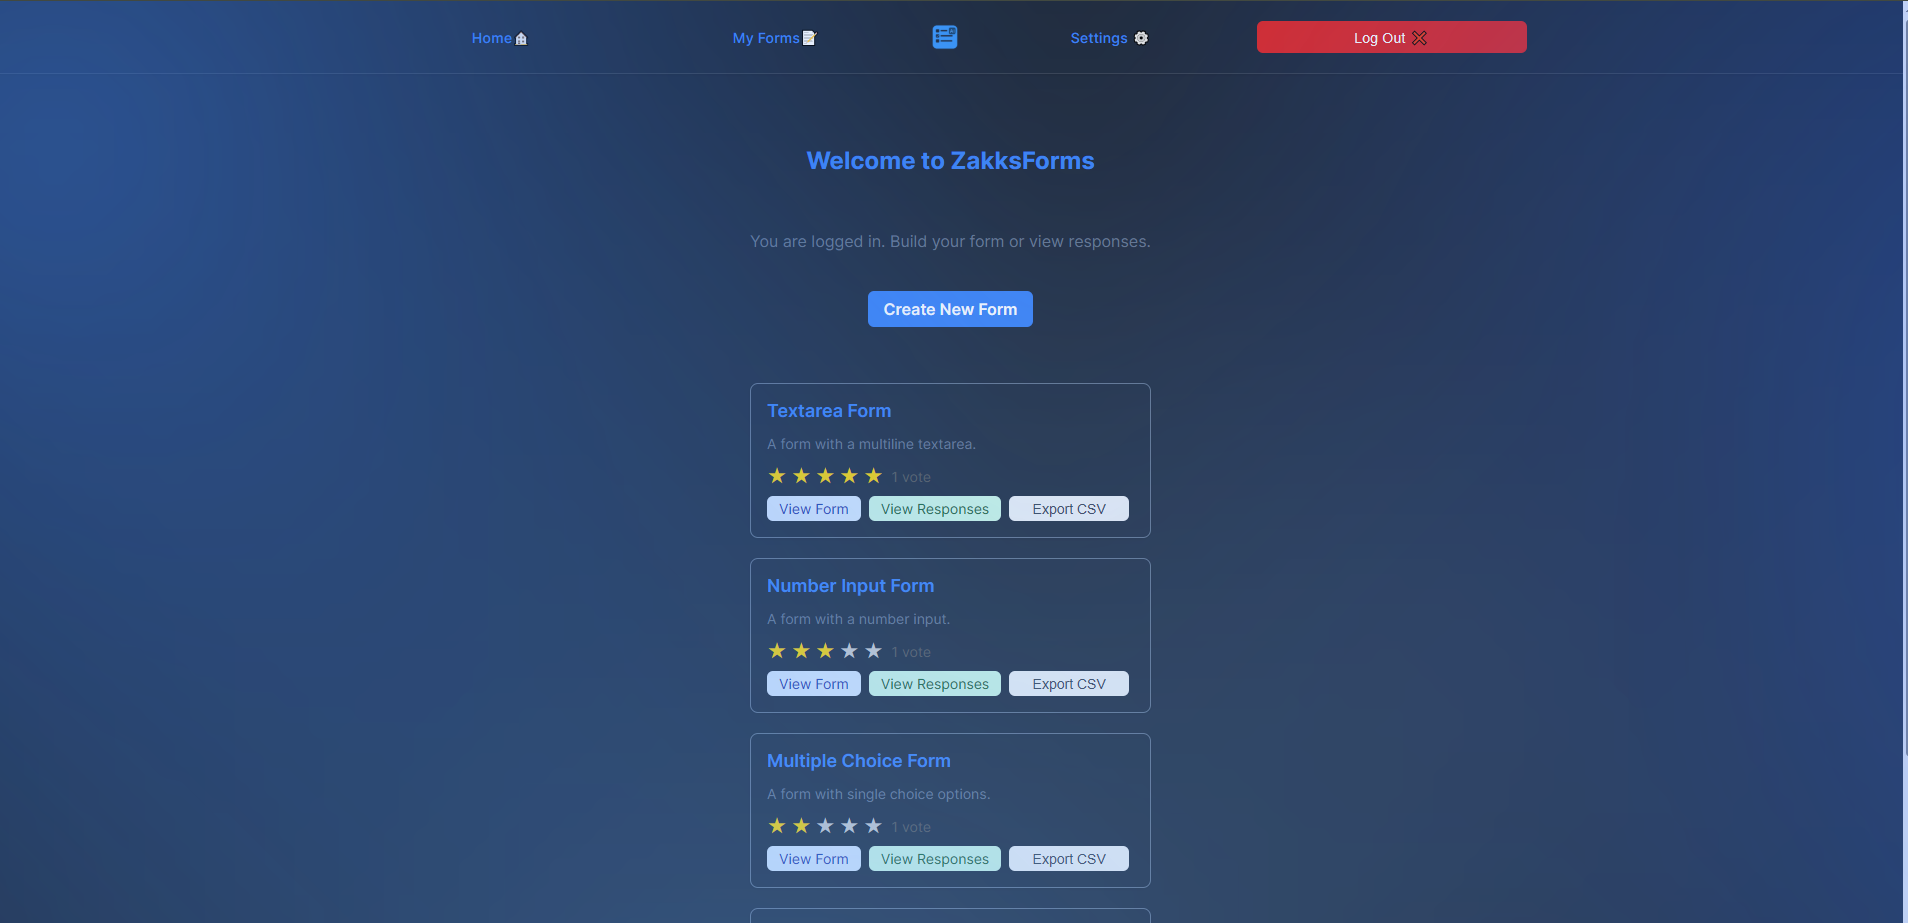 Home My Forms Settings Log Out
Welcome to ZakksForms
You are logged in. Build your form or view responses.
Create New Form
Textarea Form
A form with a multiline textarea.
1 vote
View Form View Responses Export CSV
Number Input Form
A form with a number input.
1 vote
View Form View Responses Export CSV
Multiple Choice Form
A form with single choice options.
1 vote
View Form View Responses Export CSV